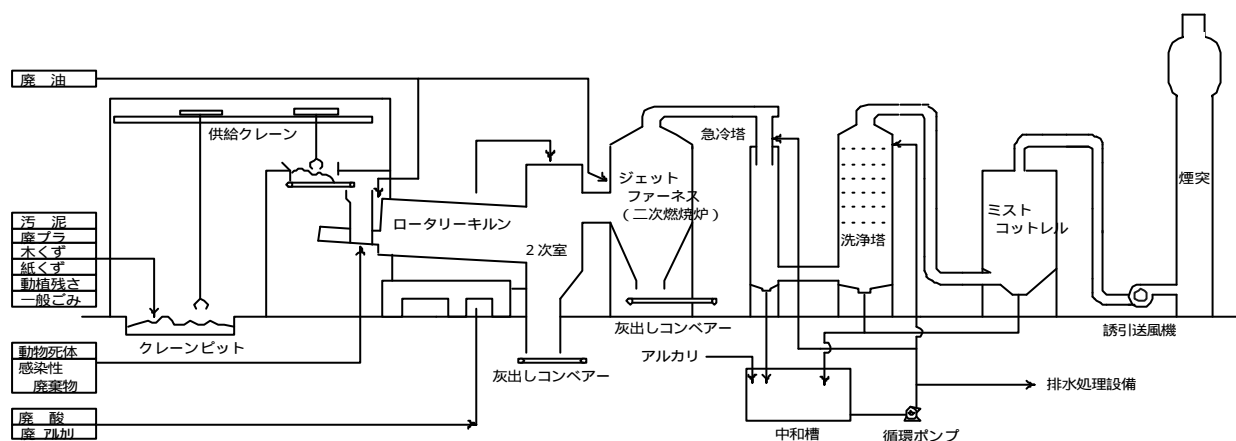 廃 油
供給クレーン
汚 泥
廃プラ
木くず
紙くず
動植残さ
一般ごみ
クレーンピット
動物死体
感染性
廃棄物
廃 酸
廃 アルカリ
ロータリーキルン
2次室
灰出しコンベアー
ジェット
ファーネス
(二次燃焼炉)
灰出しコンベアー
急冷塔
洗浄塔
ミスト
コットレル
煙突
誘引送風機
アルカリ
中和槽
循環ポンプ
排水処理設備